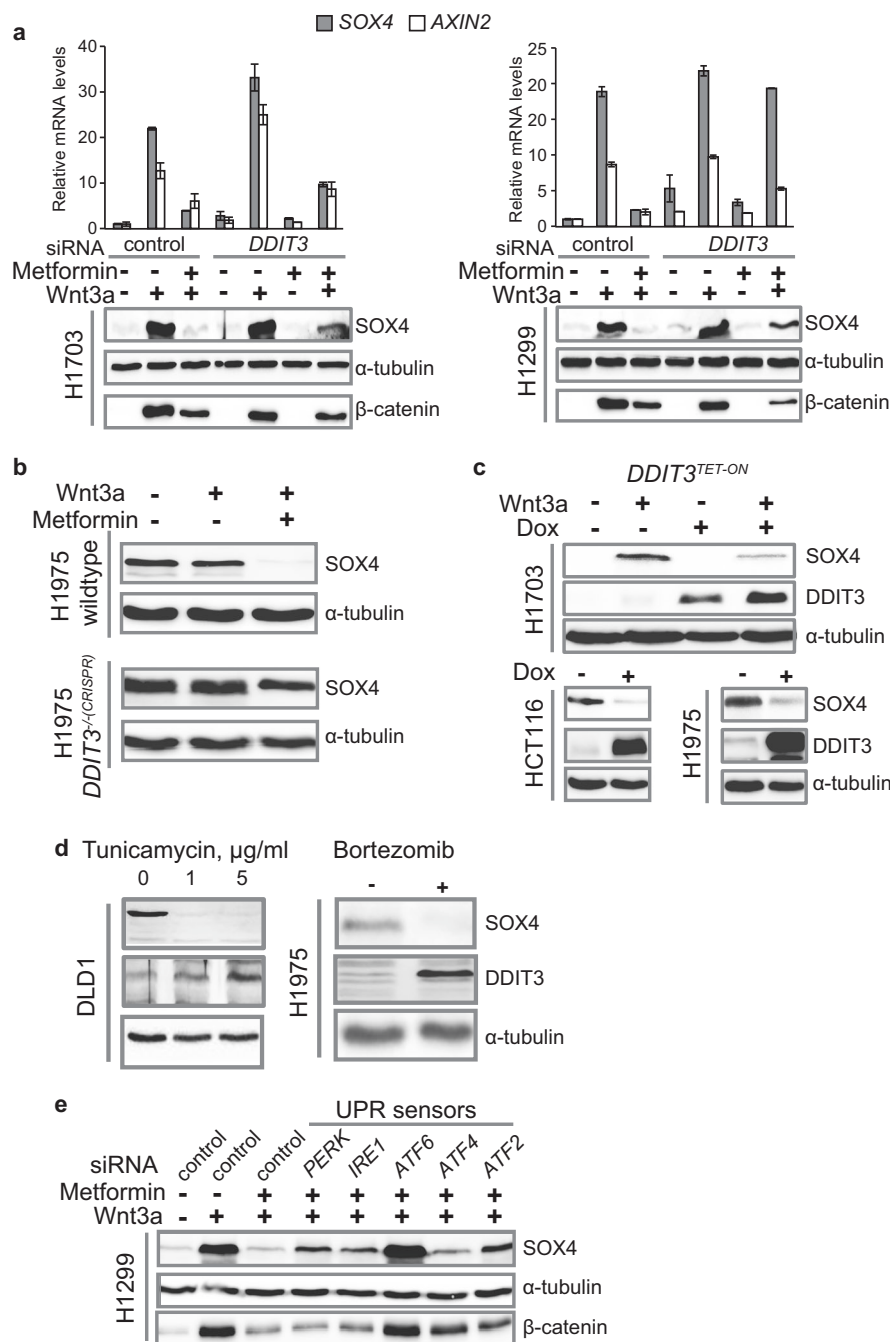 a
SOX4 AXIN2
Relative mRNA levels
40
30
20
10
0
siRNA control DDIT3
Metformin - - + - - + +
Wnt3a - + + - + - +
H1703
SOX4
α-tubulin
β-catenin
Relative mRNA levels
25
20
20
10
5
0
siRNA control DDIT3
Metformin - - + - - + +
Wnt3a - + + - + - +
H1299
SOX4
α-tubulin
β-catenin
b
Wnt3a - + +
Metformin - - +
H1975 wildtype
SOX4
α-tubulin
H1975 DDIT3-/-(CRISPR)
SOX4
α-tubulin
c
DDIT3TET-ON
Wnt3a - + - +
Dox - - + +
H1703
SOX4
DDIT3
α-tubulin
Dox - +
HCT116
- +
H1975
SOX4
DDIT3
α-tubulin
d
Tunicamycin, µg/ml
0 1 5
DLD1
Bortezomib
- +
H1975
SOX4
DDIT3
α-tubulin
e
UPR sensors
siRNA control control control PERK IRE1 ATF6 ATF4 ATF2
Metformin - - + + + + + +
Wnt3a - + + + + + + +
H1299
SOX4
α-tubulin
β-catenin